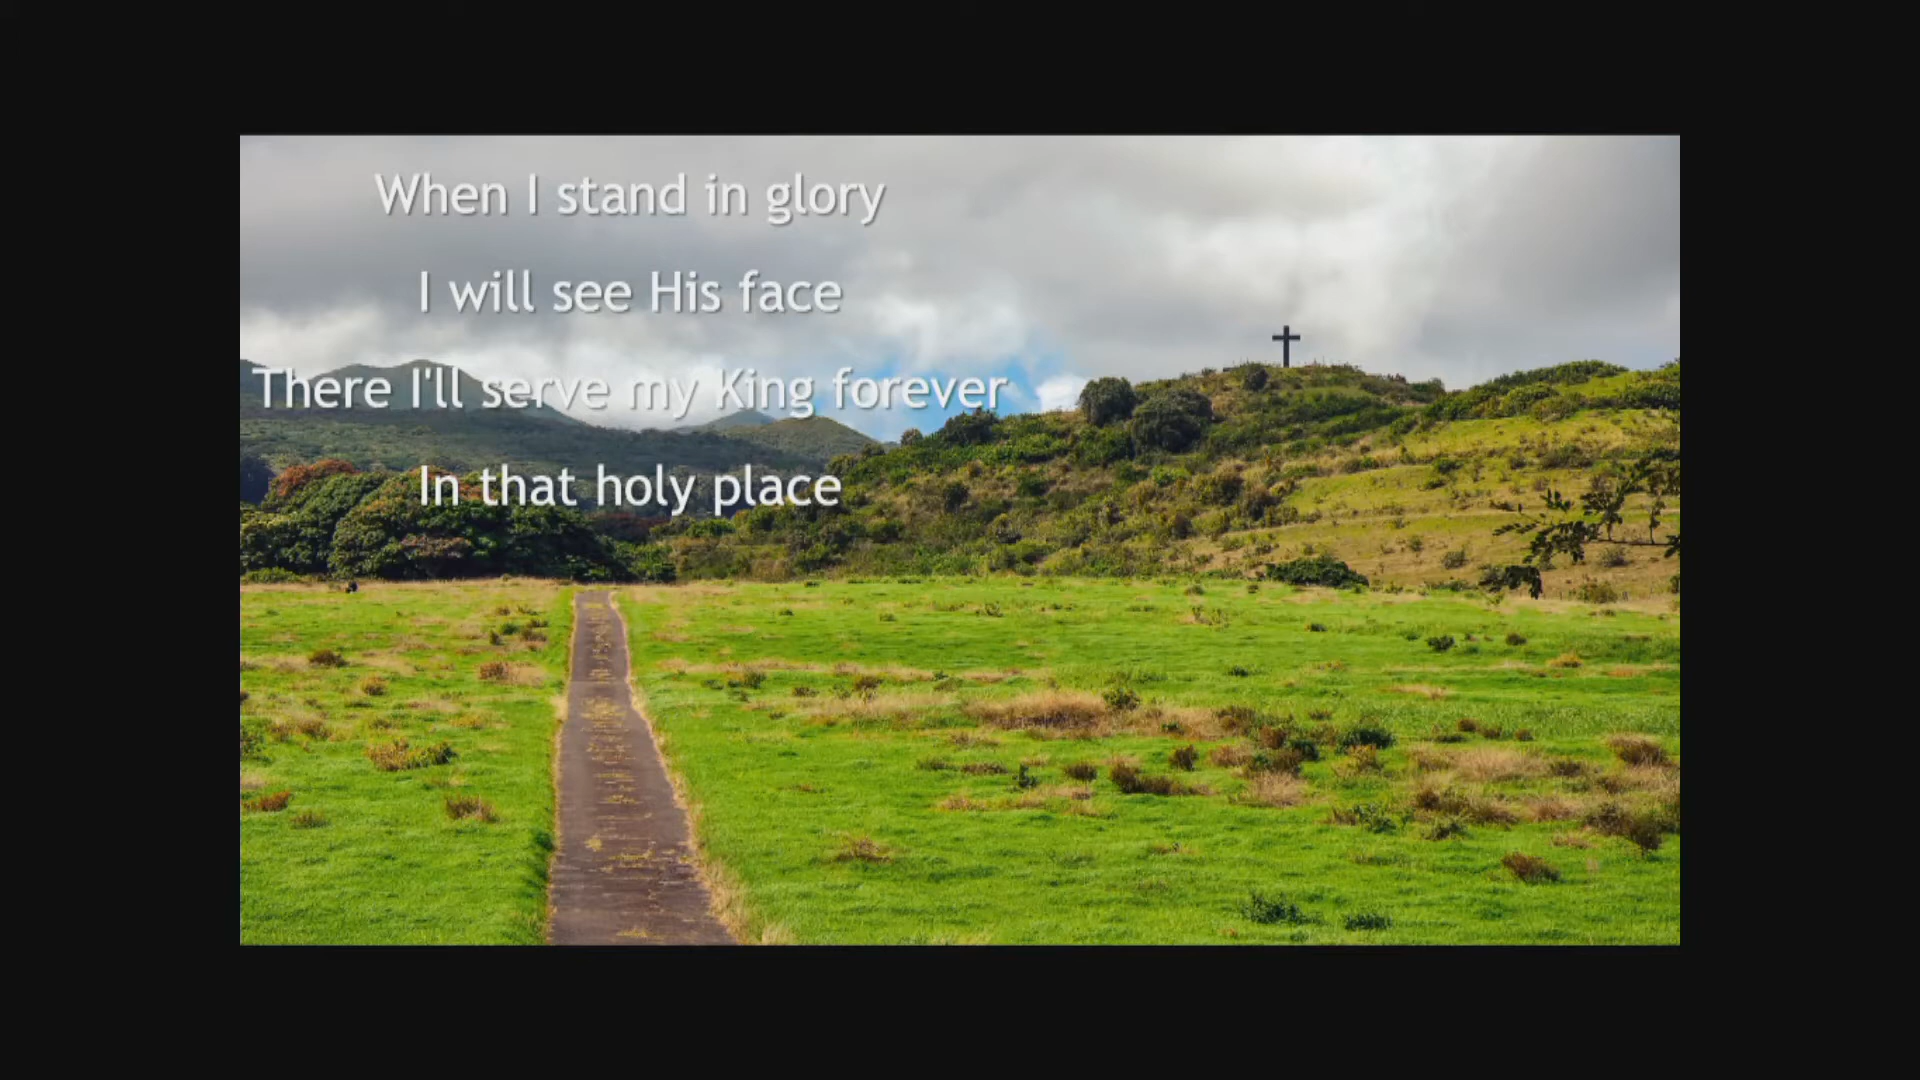 When I stand in glory
I will see His face
There I'll serve my King forever
In that holy place